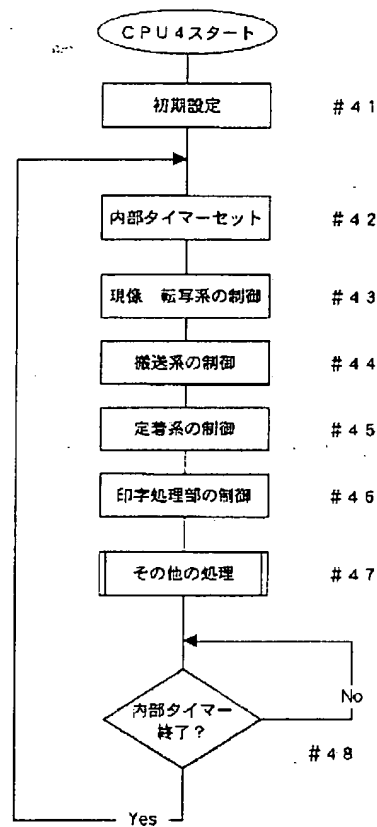 CPU4スタート
初期設定 #41
内部タイマーセット #42
現像 転写系の制御 #43
搬送系の制御 #44
定着系の制御 #45
印字処理部の制御 #46
その他の処理 #47
No
内部タイマー
終了?
#48
Yes